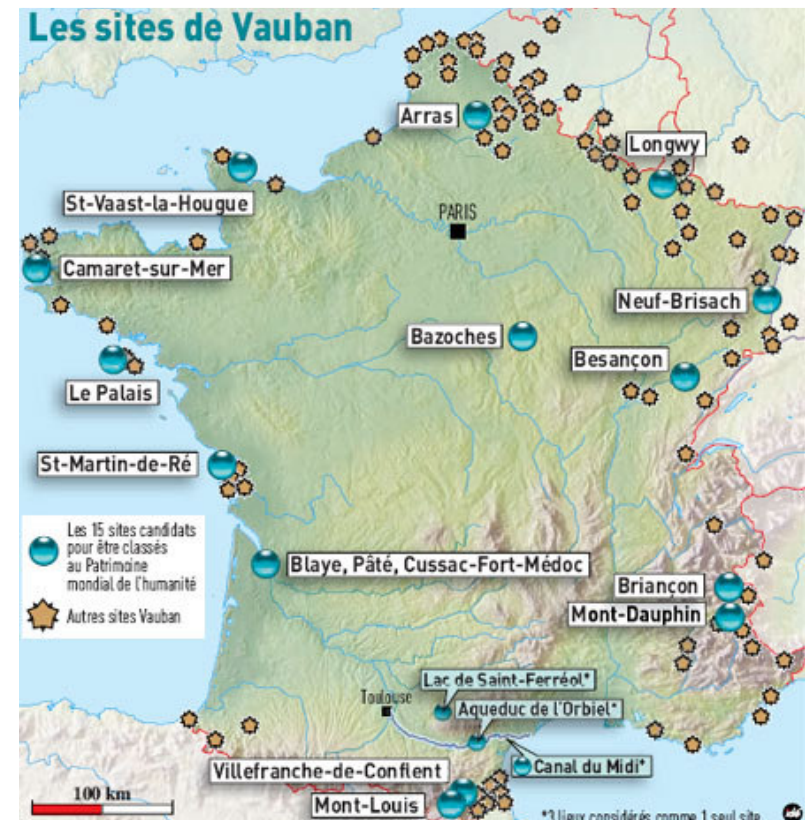 Les sites de Vauban
Arras
Longwy
St-Vaast-la-Hougue
PARIS
Camaret-sur-Mer
Neuf-Brisach
Bazoches
Besançon
Le Palais
St-Martin-de-Ré
Les 15 sites candidats
pour être classés
au Patrimoine
mondial de l'humanité
Autres sites Vauban
Blaye, Pâté, Cussac-Fort-Médoc
Briançon
Mont-Dauphin
Lac de Saint-Ferréol*
Toulouse
Aqueduc de l'Orbiel*
Villefranche-de-Conflent
Canal du Midi*
100 km
Mont-Louis
*3 lieux considérés comme 1 seul site